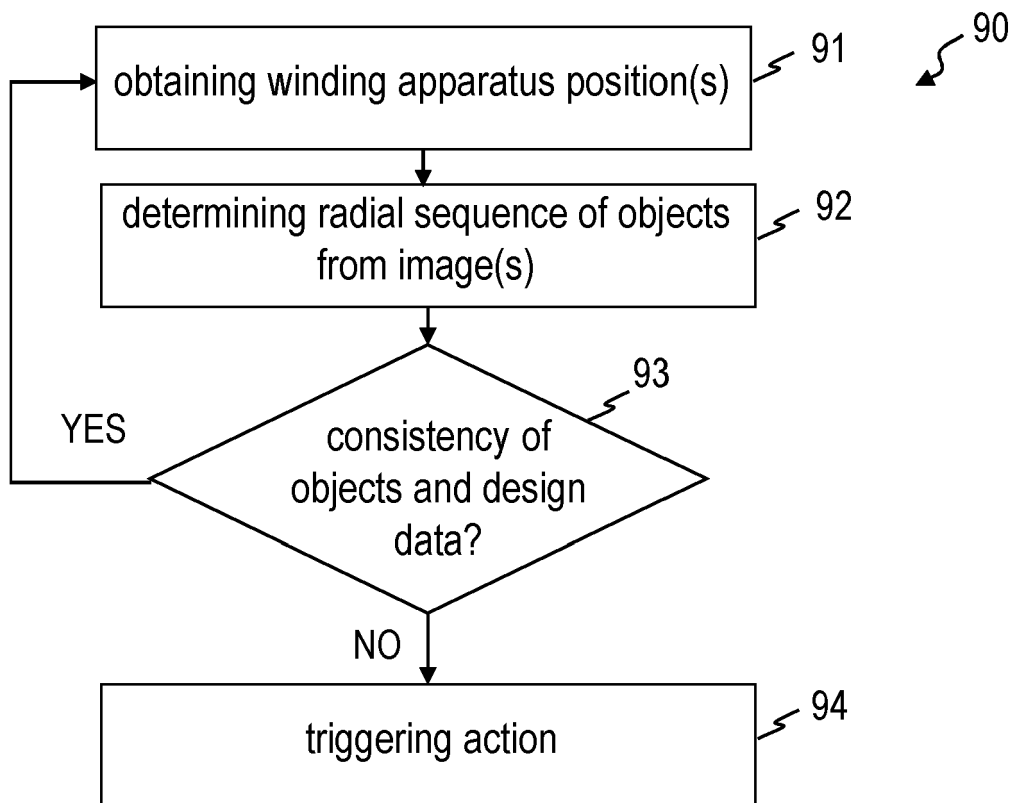 90
91
obtaining winding apparatus position(s)
92
determining radial sequence of objects
from image(s)
93
YES
consistency of
objects and design
data?
NO
94
triggering action